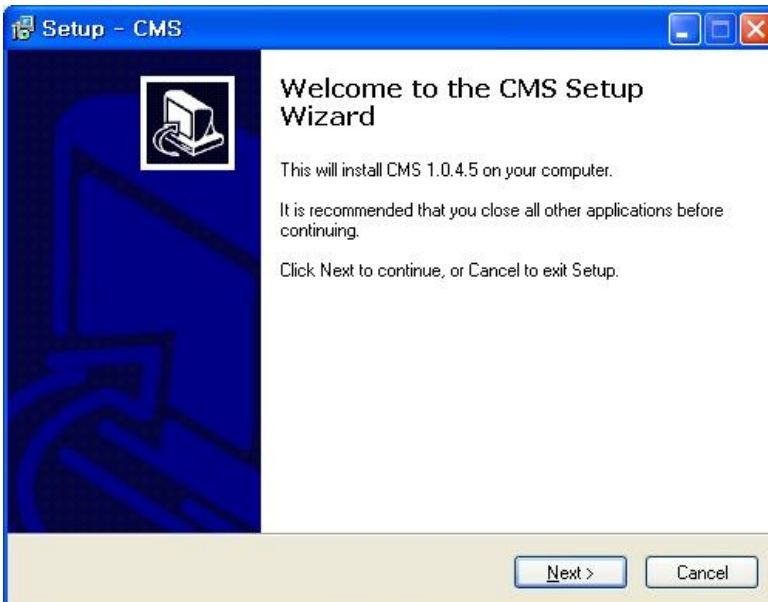 Setup - CMS
Welcome to the CMS Setup
Wizard
This will install CMS 1.0.4.5 on your computer.
It is recommended that you close all other applications before
continuing.
Click Next to continue, or Cancel to exit Setup.
Next >
Cancel